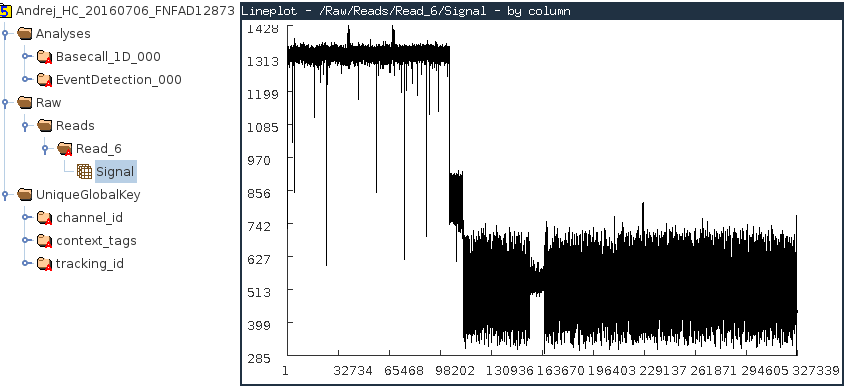 5 Andrej_HC_20160706_FNFAD12873
Analyses
Basecall_1D_000
EventDetection_000
Raw
Reads
Read_6
Signal
UniqueGlobalKey
channel_id
context_tags
tracking_id
Lineplot - /Raw/Reads/Read_6/Signal - by column
1428
1313
1199
1085
970
856
742
627
513
399
285
1 32734 65468 98202 130936 163670 196403 229137 261871 294605 327339